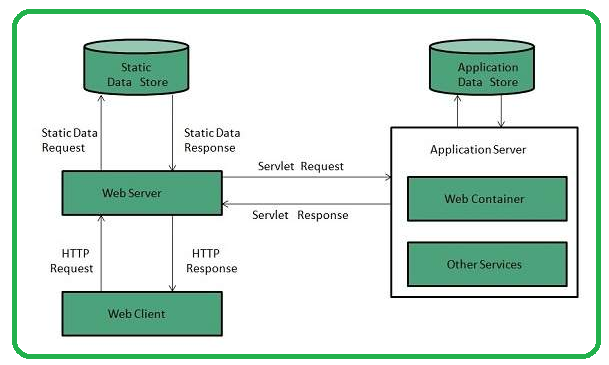 Static
Data Store
Application
Data Store
Static Data
Request
Static Data
Response
Servlet Request
Application Server
Web Server
Web Container
Servlet Response
HTTP
Request
HTTP
Response
Other Services
Web Client